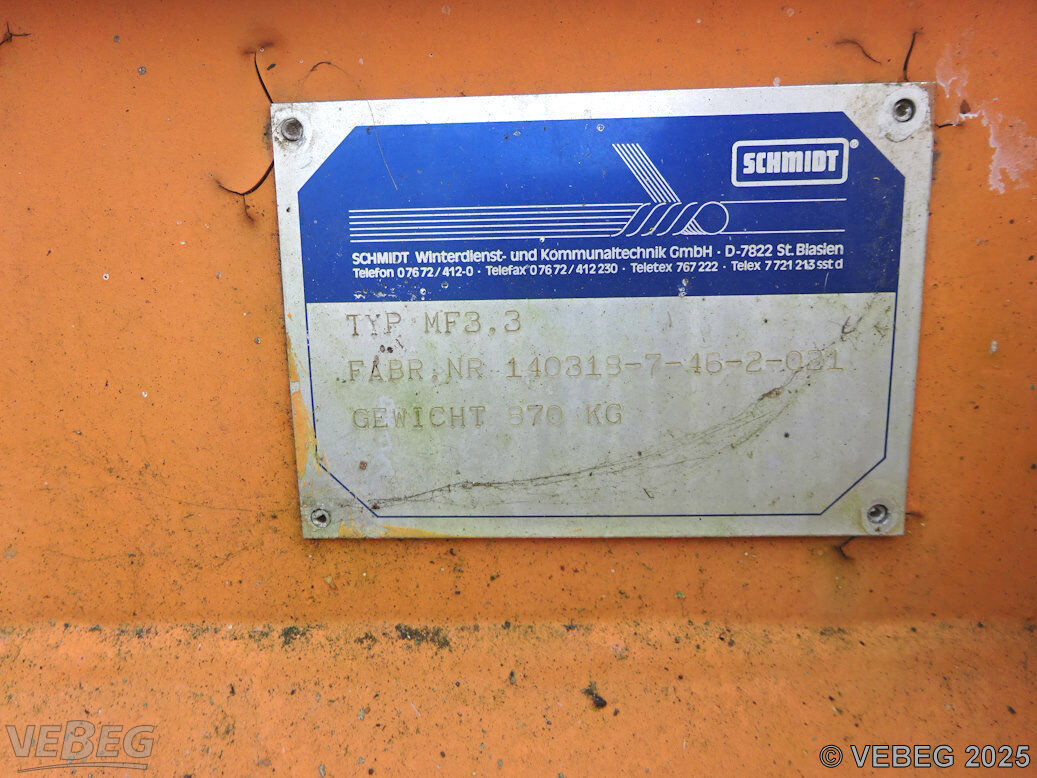 SCHMIDT®
SCHMIDT Winterdienst- und Kommunaltechnik GmbH · D-7822 St. Blasien
Telefon 07672/412-0 · Telefax 07672/412230 · Teletex 767222 · Telex 7721213 sst d
TYP MF3.3
FABR.NR 140318-7-46-2-031
GEWICHT 870 KG
VEBEG
© VEBEG 2025